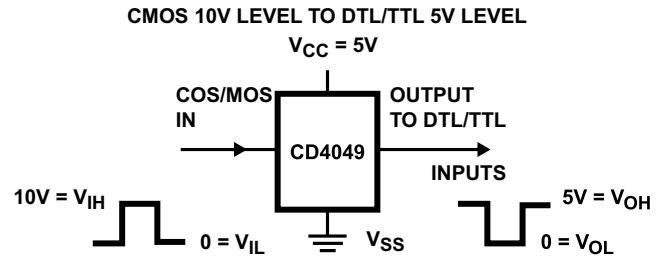 CMOS 10V LEVEL TO DTL/TTL 5V LEVEL
VCC = 5V
COS/MOS
IN
OUTPUT
TO DTL/TTL
CD4049
INPUTS
10V = VIH
0 = VIL
VSS
5V = VOH
0 = VOL